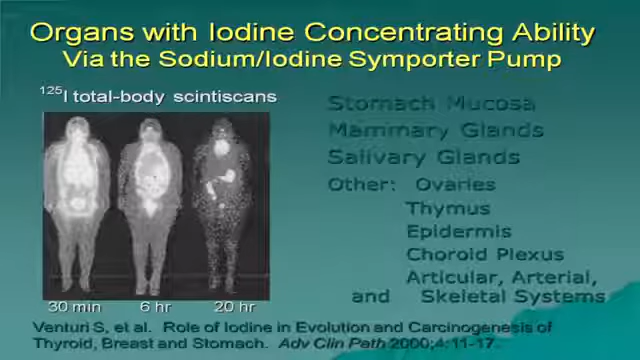 Organs with Iodine Concentrating Ability
Via the Sodium/Iodine Symporter Pump
125I total-body scintiscans
Stomach Mucosa
Mammary Glands
Salivary Glands
Other: Ovaries
Thymus
Epidermis
Choroid Plexus
Articular, Arterial,
and Skeletal Systems
30 min 6 hr 20 hr
Venturi S, et al. Role of Iodine in Evolution and Carcinogenesis of
Thyroid, Breast and Stomach. Adv Clin Path 2000;4:11-17.